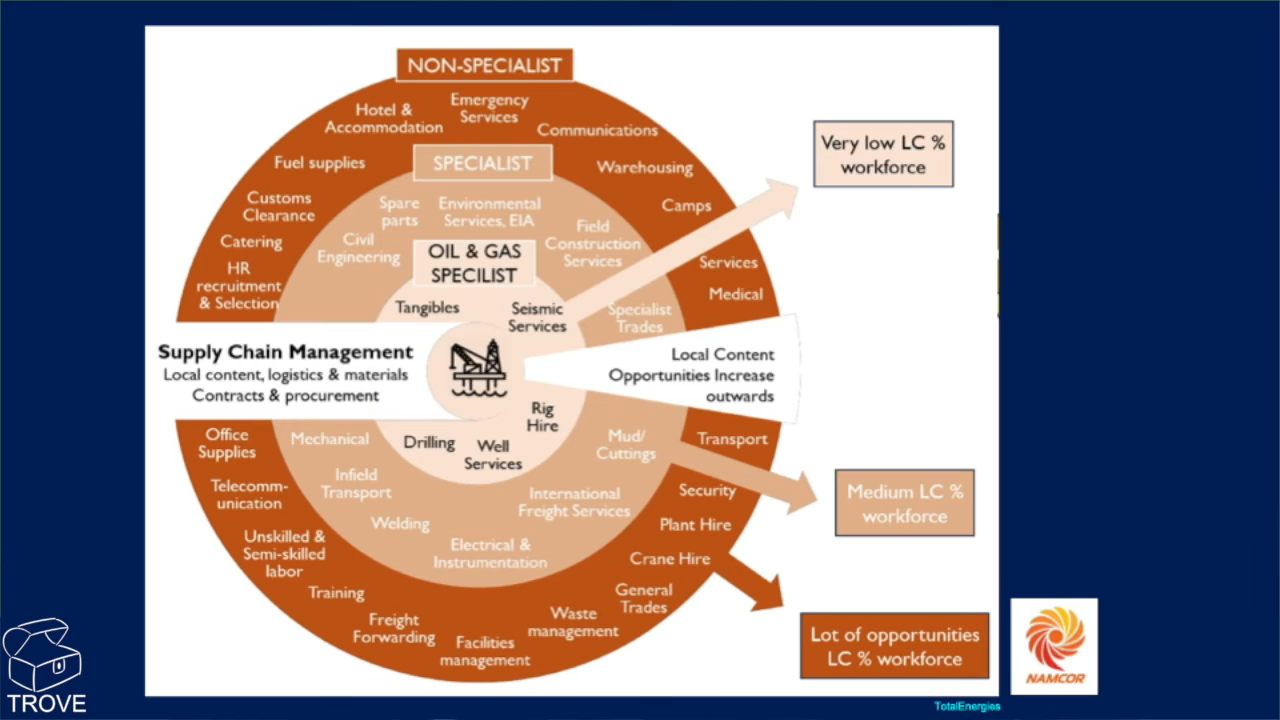 NON-SPECIALIST
Hotel &
Accommodation
Emergency
Services
Communications
Fuel supplies
SPECIALIST
Warehousing
Customs
Clearance
Spare
parts
Environmental
Services, EIA
Camps
Catering
Civil
Engineering
Field
Construction
Services
HR
recruitment
& Selection
OIL & GAS
SPECILIST
Services
Medical
Tangibles
Seismic
Services
Specialist
Trades
Very low LC %
workforce
Supply Chain Management
Local content, logistics & materials
Contracts & procurement
Local Content
Opportunities Increase
outwards
Rig
Hire
Drilling
Well
Services
Office
Supplies
Mechanical
Mud/
Cuttings
Transport
Telecomm-
unication
Infield
Transport
International
Freight Services
Security
Welding
Plant Hire
Unskilled &
Semi-skilled
labor
Electrical &
Instrumentation
Crane Hire
Training
General
Trades
Freight
Forwarding
Facilities
management
Waste
management
Medium LC %
workforce
Lot of opportunities
LC % workforce
TROVE
NAMCOR
TotalEnergies